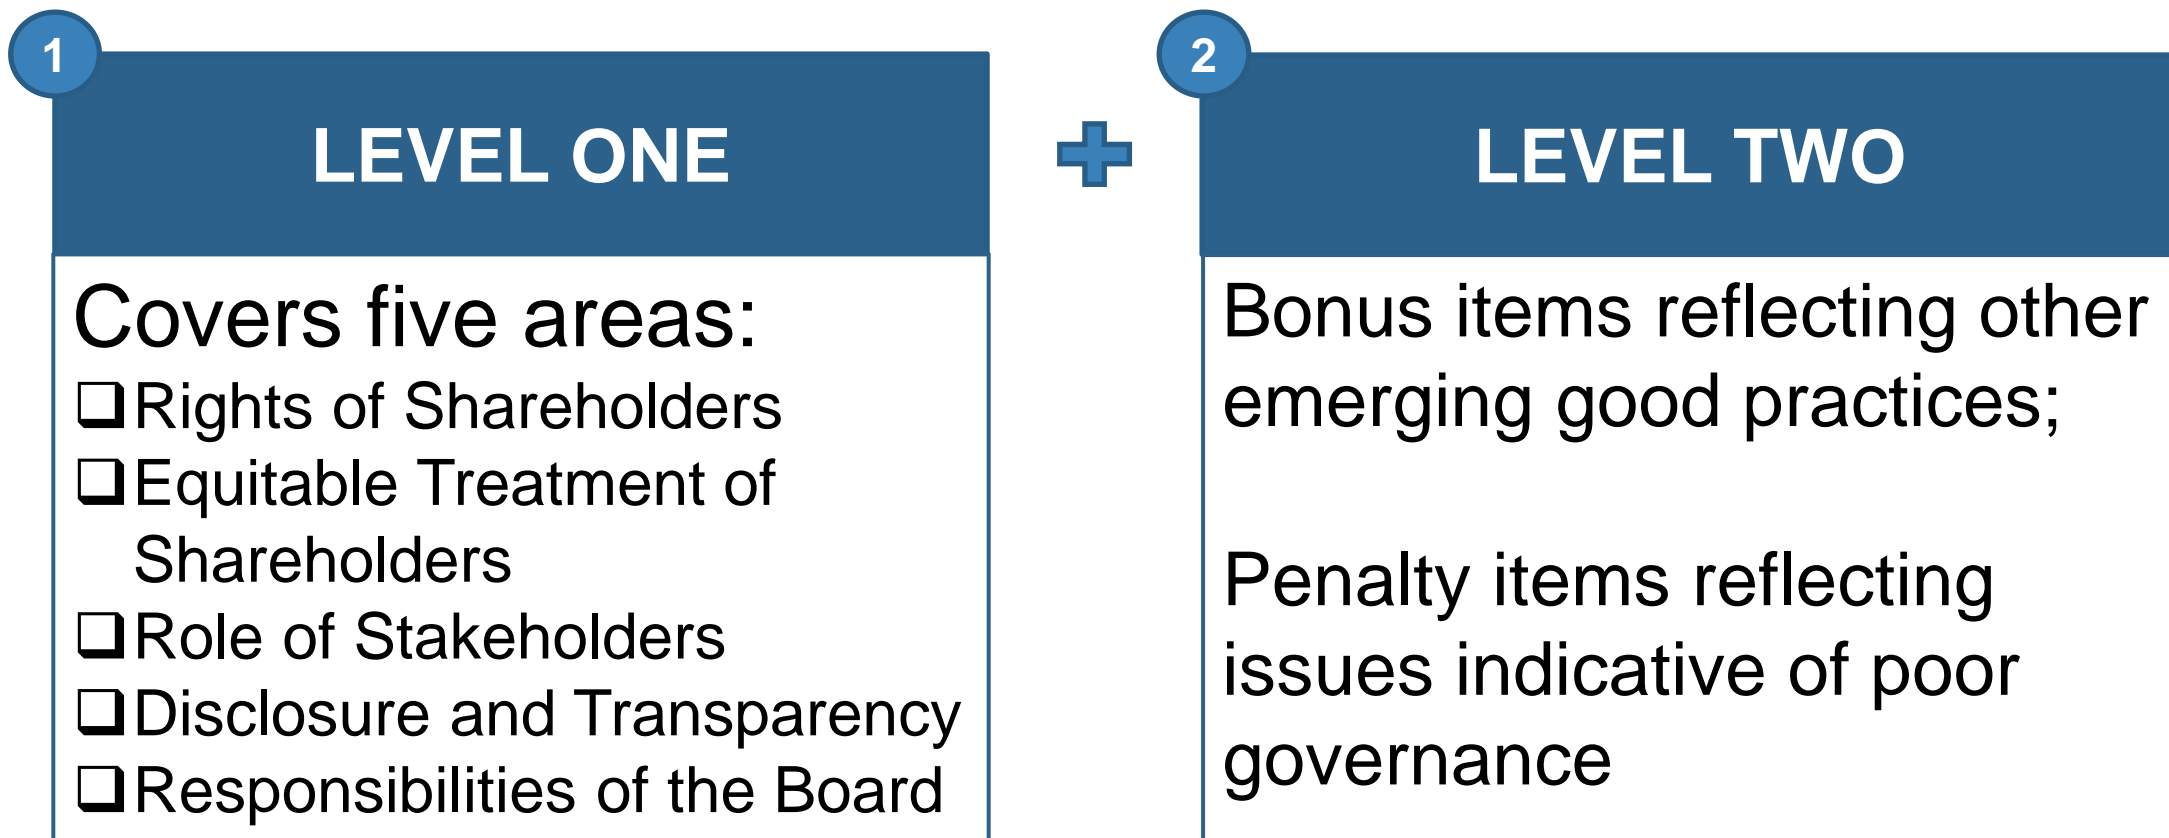 1
LEVEL ONE
Covers five areas:
❑Rights of Shareholders
❑Equitable Treatment of
Shareholders
❑Role of Stakeholders
❑Disclosure and Transparency
❑Responsibilities of the Board
2
LEVEL TWO
Bonus items reflecting other
emerging good practices;
Penalty items reflecting
issues indicative of poor
governance